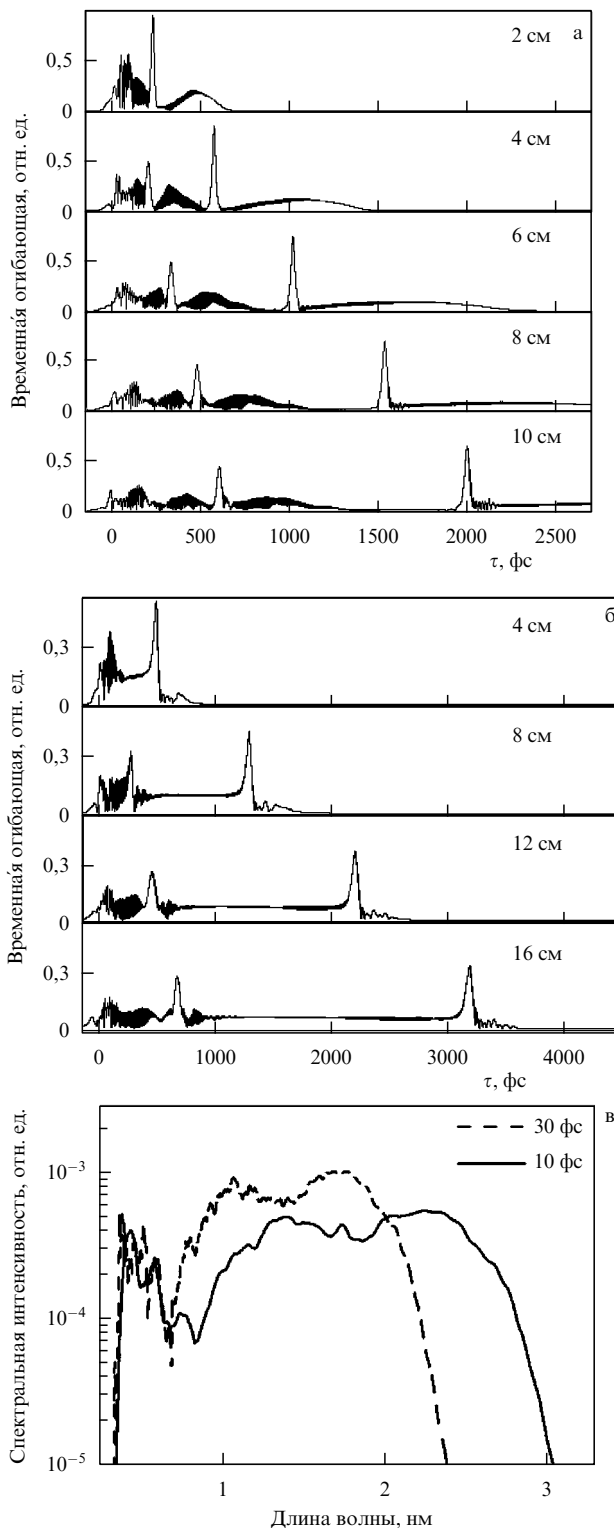 а
2 см
0,5
0
4 см
0,5
0
6 см
0,5
0
8 см
0,5
0
10 см
0,5
0
0 500 1000 1500 2000 2500
τ, фс
Временна́я огибающая, отн. ед.
б
4 см
0,3
0
8 см
0,3
0
12 см
0,3
0
16 см
0,3
0
0 1000 2000 3000 4000
τ, фс
Временна́я огибающая, отн. ед.
в
30 фс
10 фс
10⁻³
10⁻⁴
10⁻⁵
1 2 3
Длина волны, нм
Спектральная интенсивность, отн. ед.